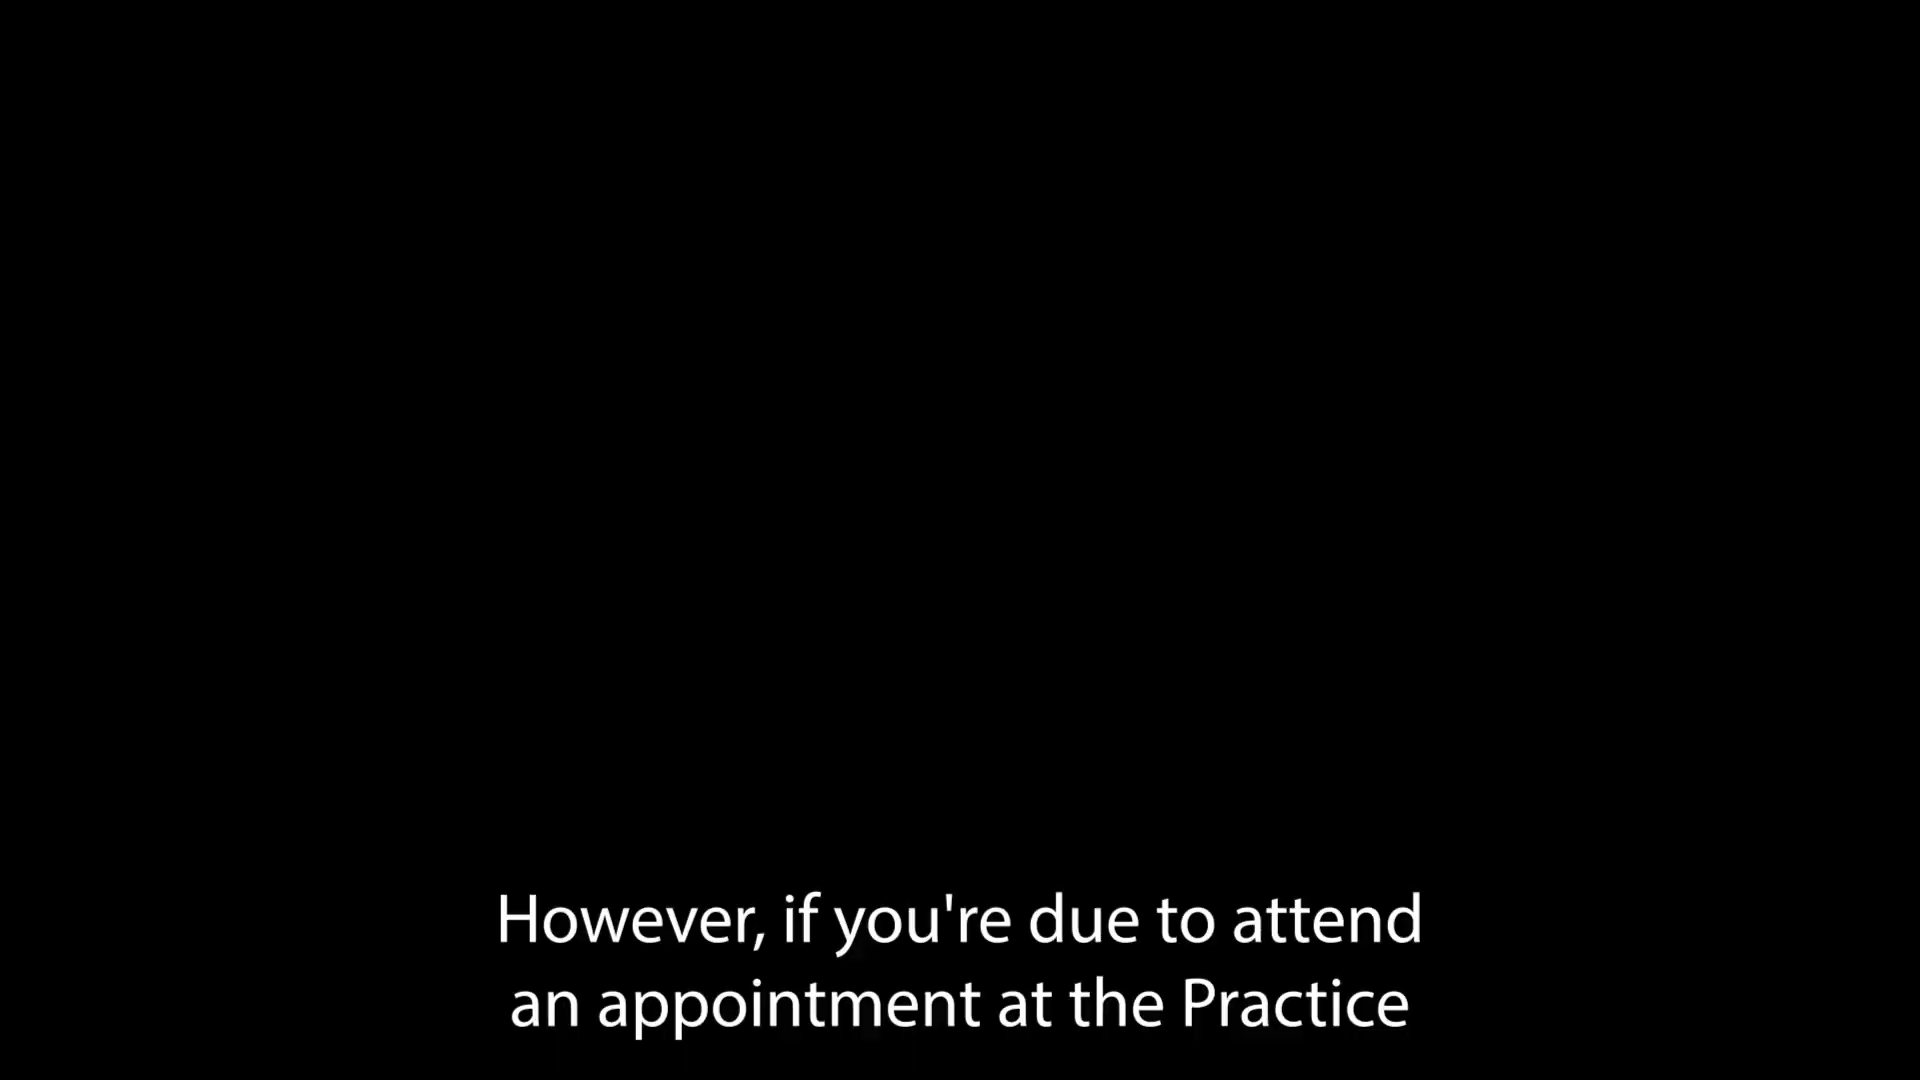 However, if you're due to attend
an appointment at the Practice